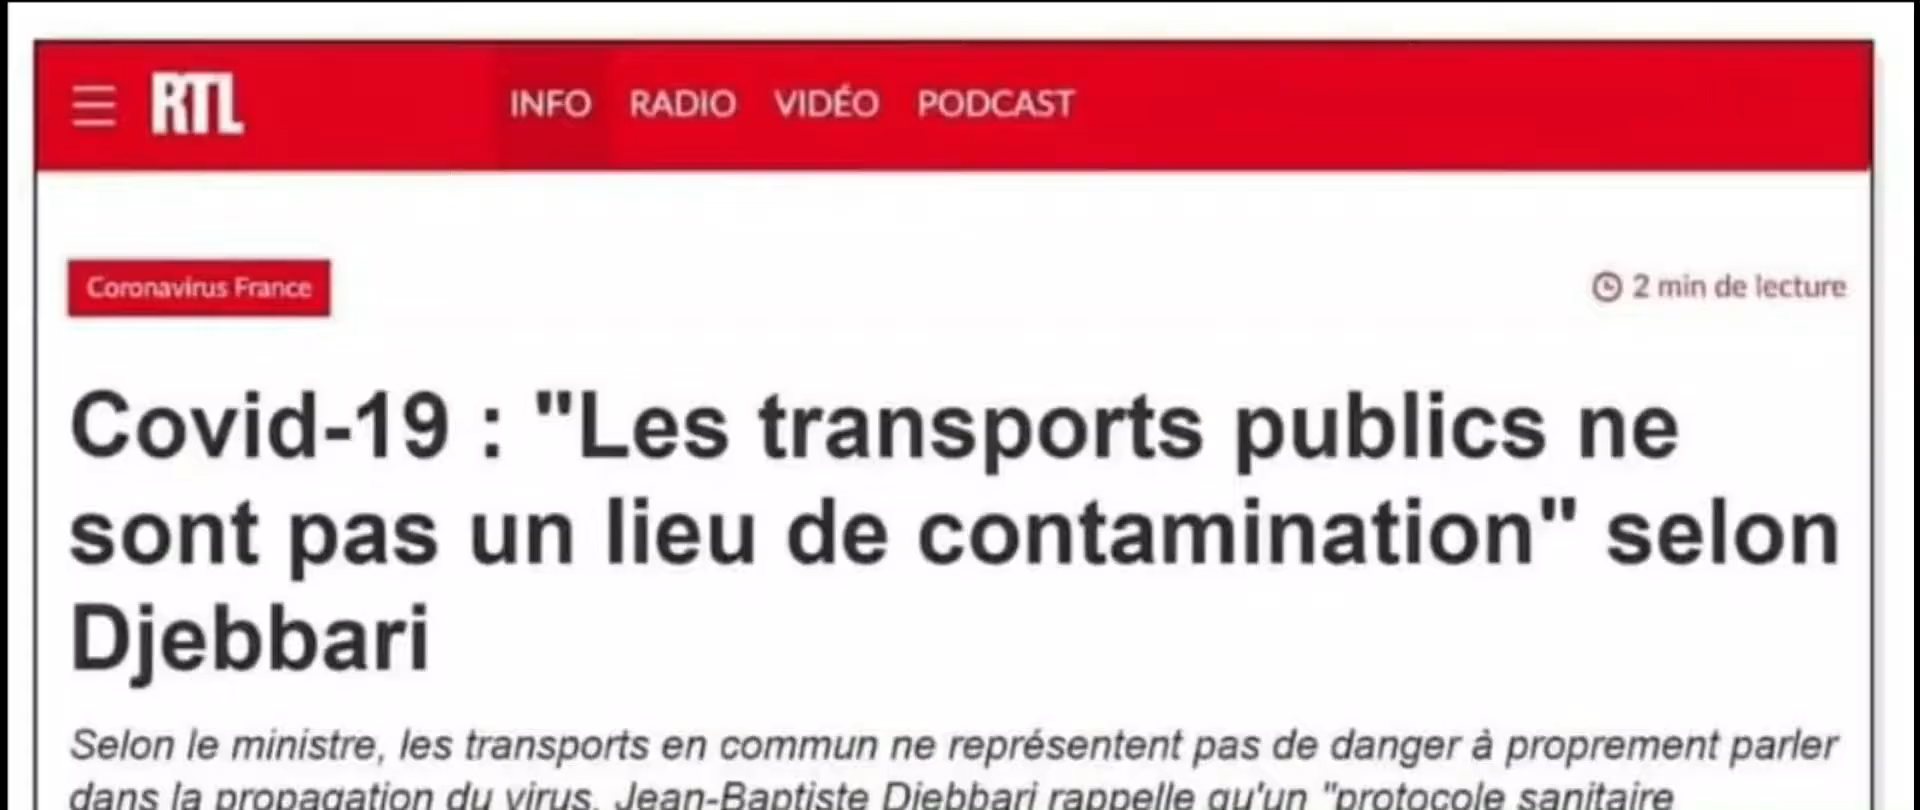 RTL INFO RADIO VIDÉO PODCAST
Coronavirus France 2 min de lecture
Covid-19 : "Les transports publics ne
sont pas un lieu de contamination" selon
Djebbari
Selon le ministre, les transports en commun ne représentent pas de danger à proprement parler
dans la propagation du virus. Jean-Baptiste Djebbari rappelle qu'un "protocole sanitaire